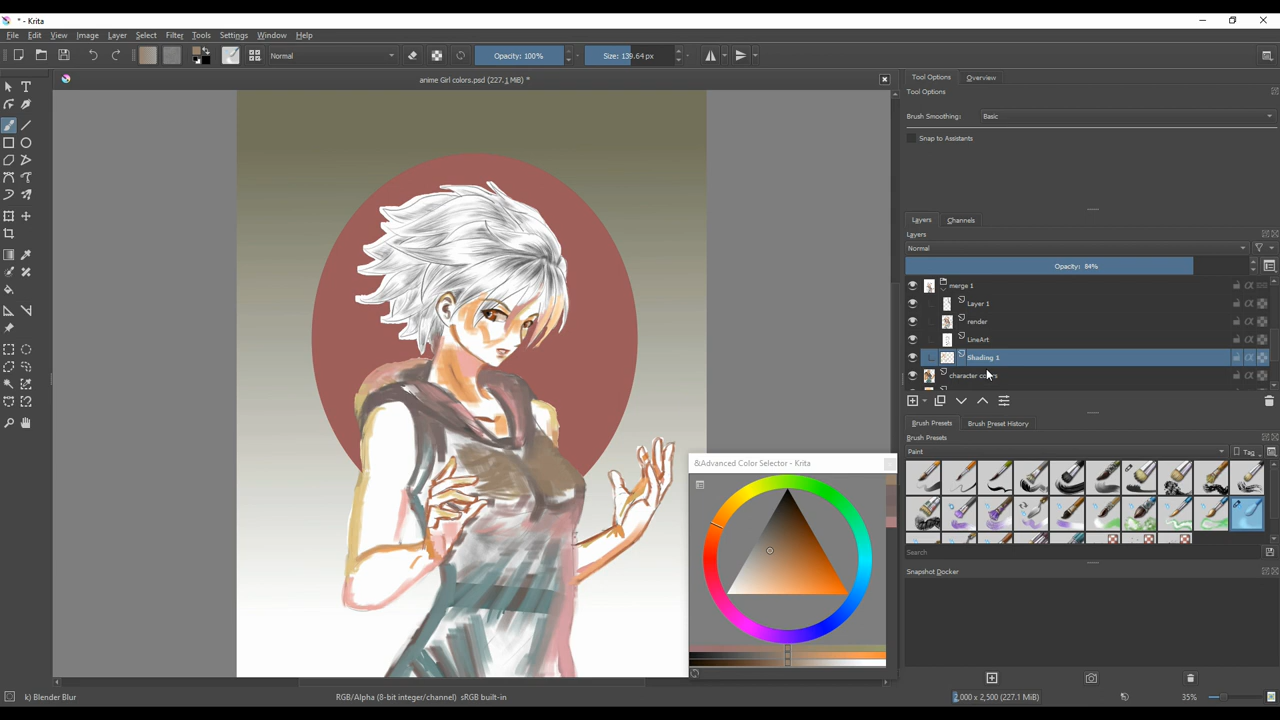 * - Krita
File Edit View Image Layer Select Filter Tools Settings Window Help
Normal Opacity: 100% Size: 139.64 px
anime Girl colors.psd (227.1 MiB) *
Tool Options Overview
Tool Options
Brush Smoothing: Basic
Snap to Assistants
Layers Channels
Layers
Normal
Opacity: 84%
merge 1
Layer 1
render
LineArt
Shading 1
character colors
Brush Presets Brush Preset History
Brush Presets
Paint Tag
&Advanced Color Selector - Krita
Search
Snapshot Docker
k) Blender Blur RGB/Alpha (8-bit integer/channel) sRGB built-in 2,000 x 2,500 (227.1 MiB) 35%